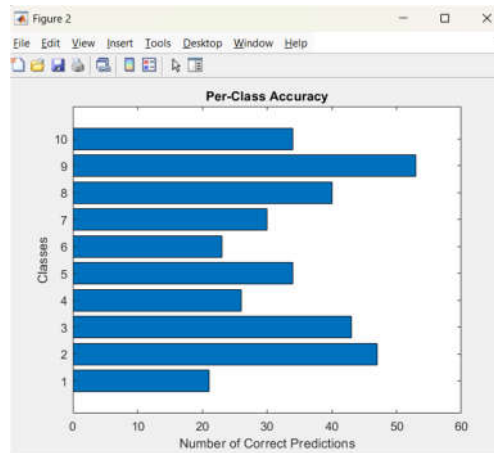 Figure 2
File Edit View Insert Tools Desktop Window Help
Per-Class Accuracy
10
9
8
7
6
5
4
3
2
1
Classes
0 10 20 30 40 50 60
Number of Correct Predictions